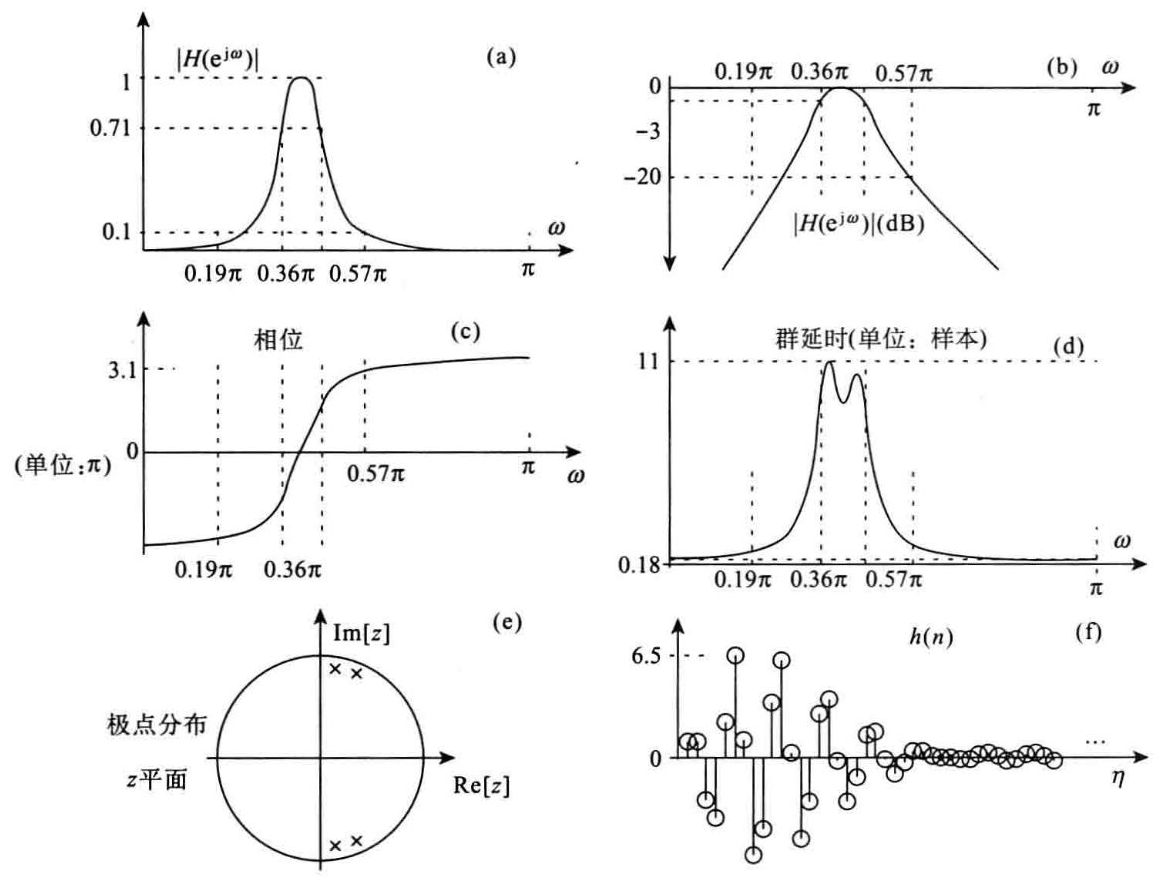 |H(e^jω)|
(a)
1
0.71
0.1
ω
0.19π 0.36π 0.57π
π
0.19π 0.36π 0.57π
(b)
ω
0
π
-3
-20
|H(e^jω)|(dB)
相位
(c)
3.1
0
(单位:π)
0.57π
π
ω
0.19π 0.36π
群延时(单位：样本)
(d)
11
0.18
ω
0.19π 0.36π 0.57π
π
Im[z]
(e)
极点分布
z平面
Re[z]
h(n)
(f)
6.5
0
…
η